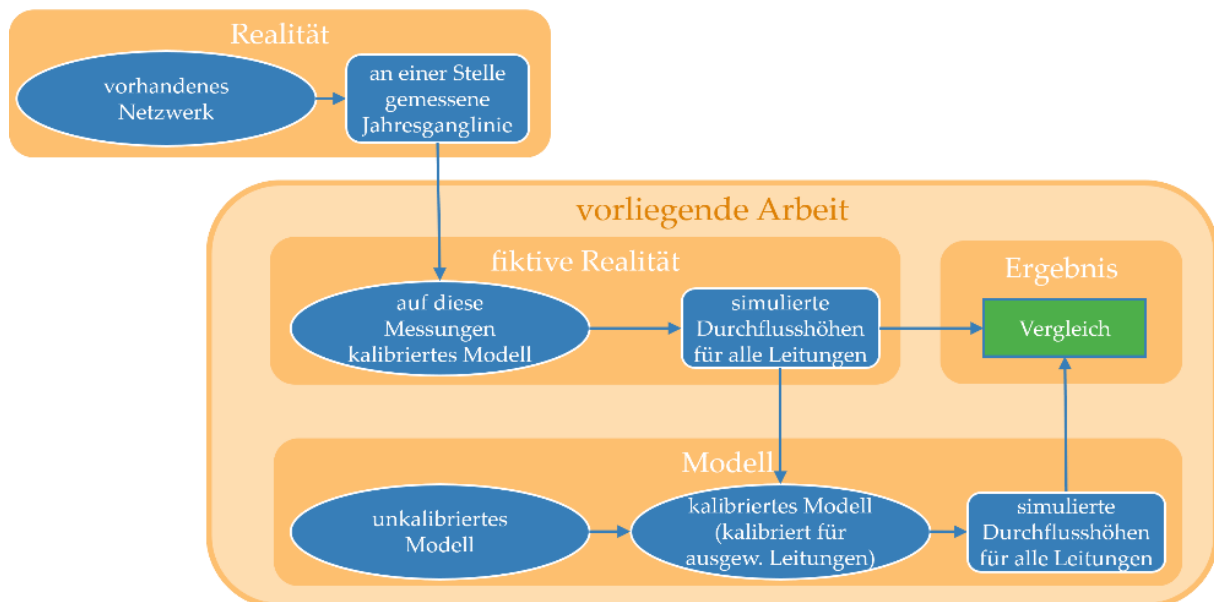 Realität
vorhandenes
Netzwerk
an einer Stelle
gemessene
Jahresganglinie
vorliegende Arbeit
fiktive Realität
auf diese
Messungen
kalibriertes Modell
simulierte
Durchflusshöhen
für alle Leitungen
Ergebnis
Vergleich
Modell
unkalibriertes
Modell
kalibriertes Modell
(kalibriert für
ausgew. Leitungen)
simulierte
Durchflusshöhen
für alle Leitungen